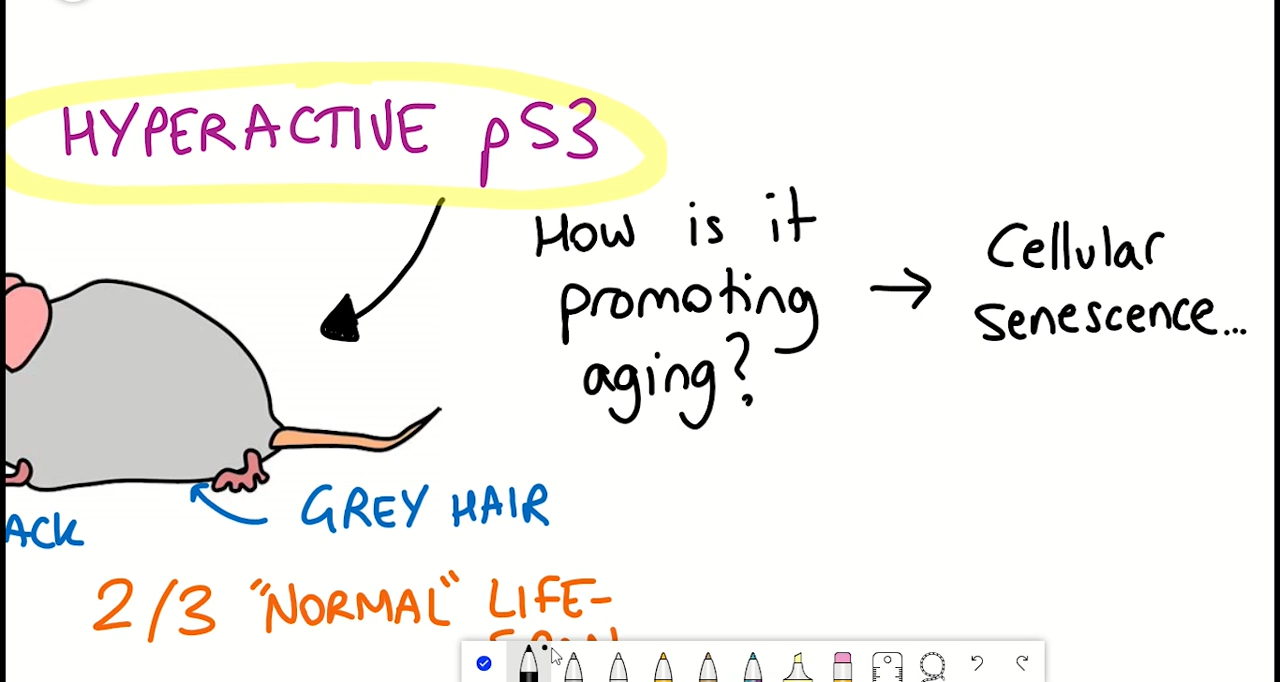 HYPERACTIVE p53
How is it
promoting
aging?
→ Cellular
senescence...
GREY HAIR
ACK
2/3 "NORMAL" LIFE-